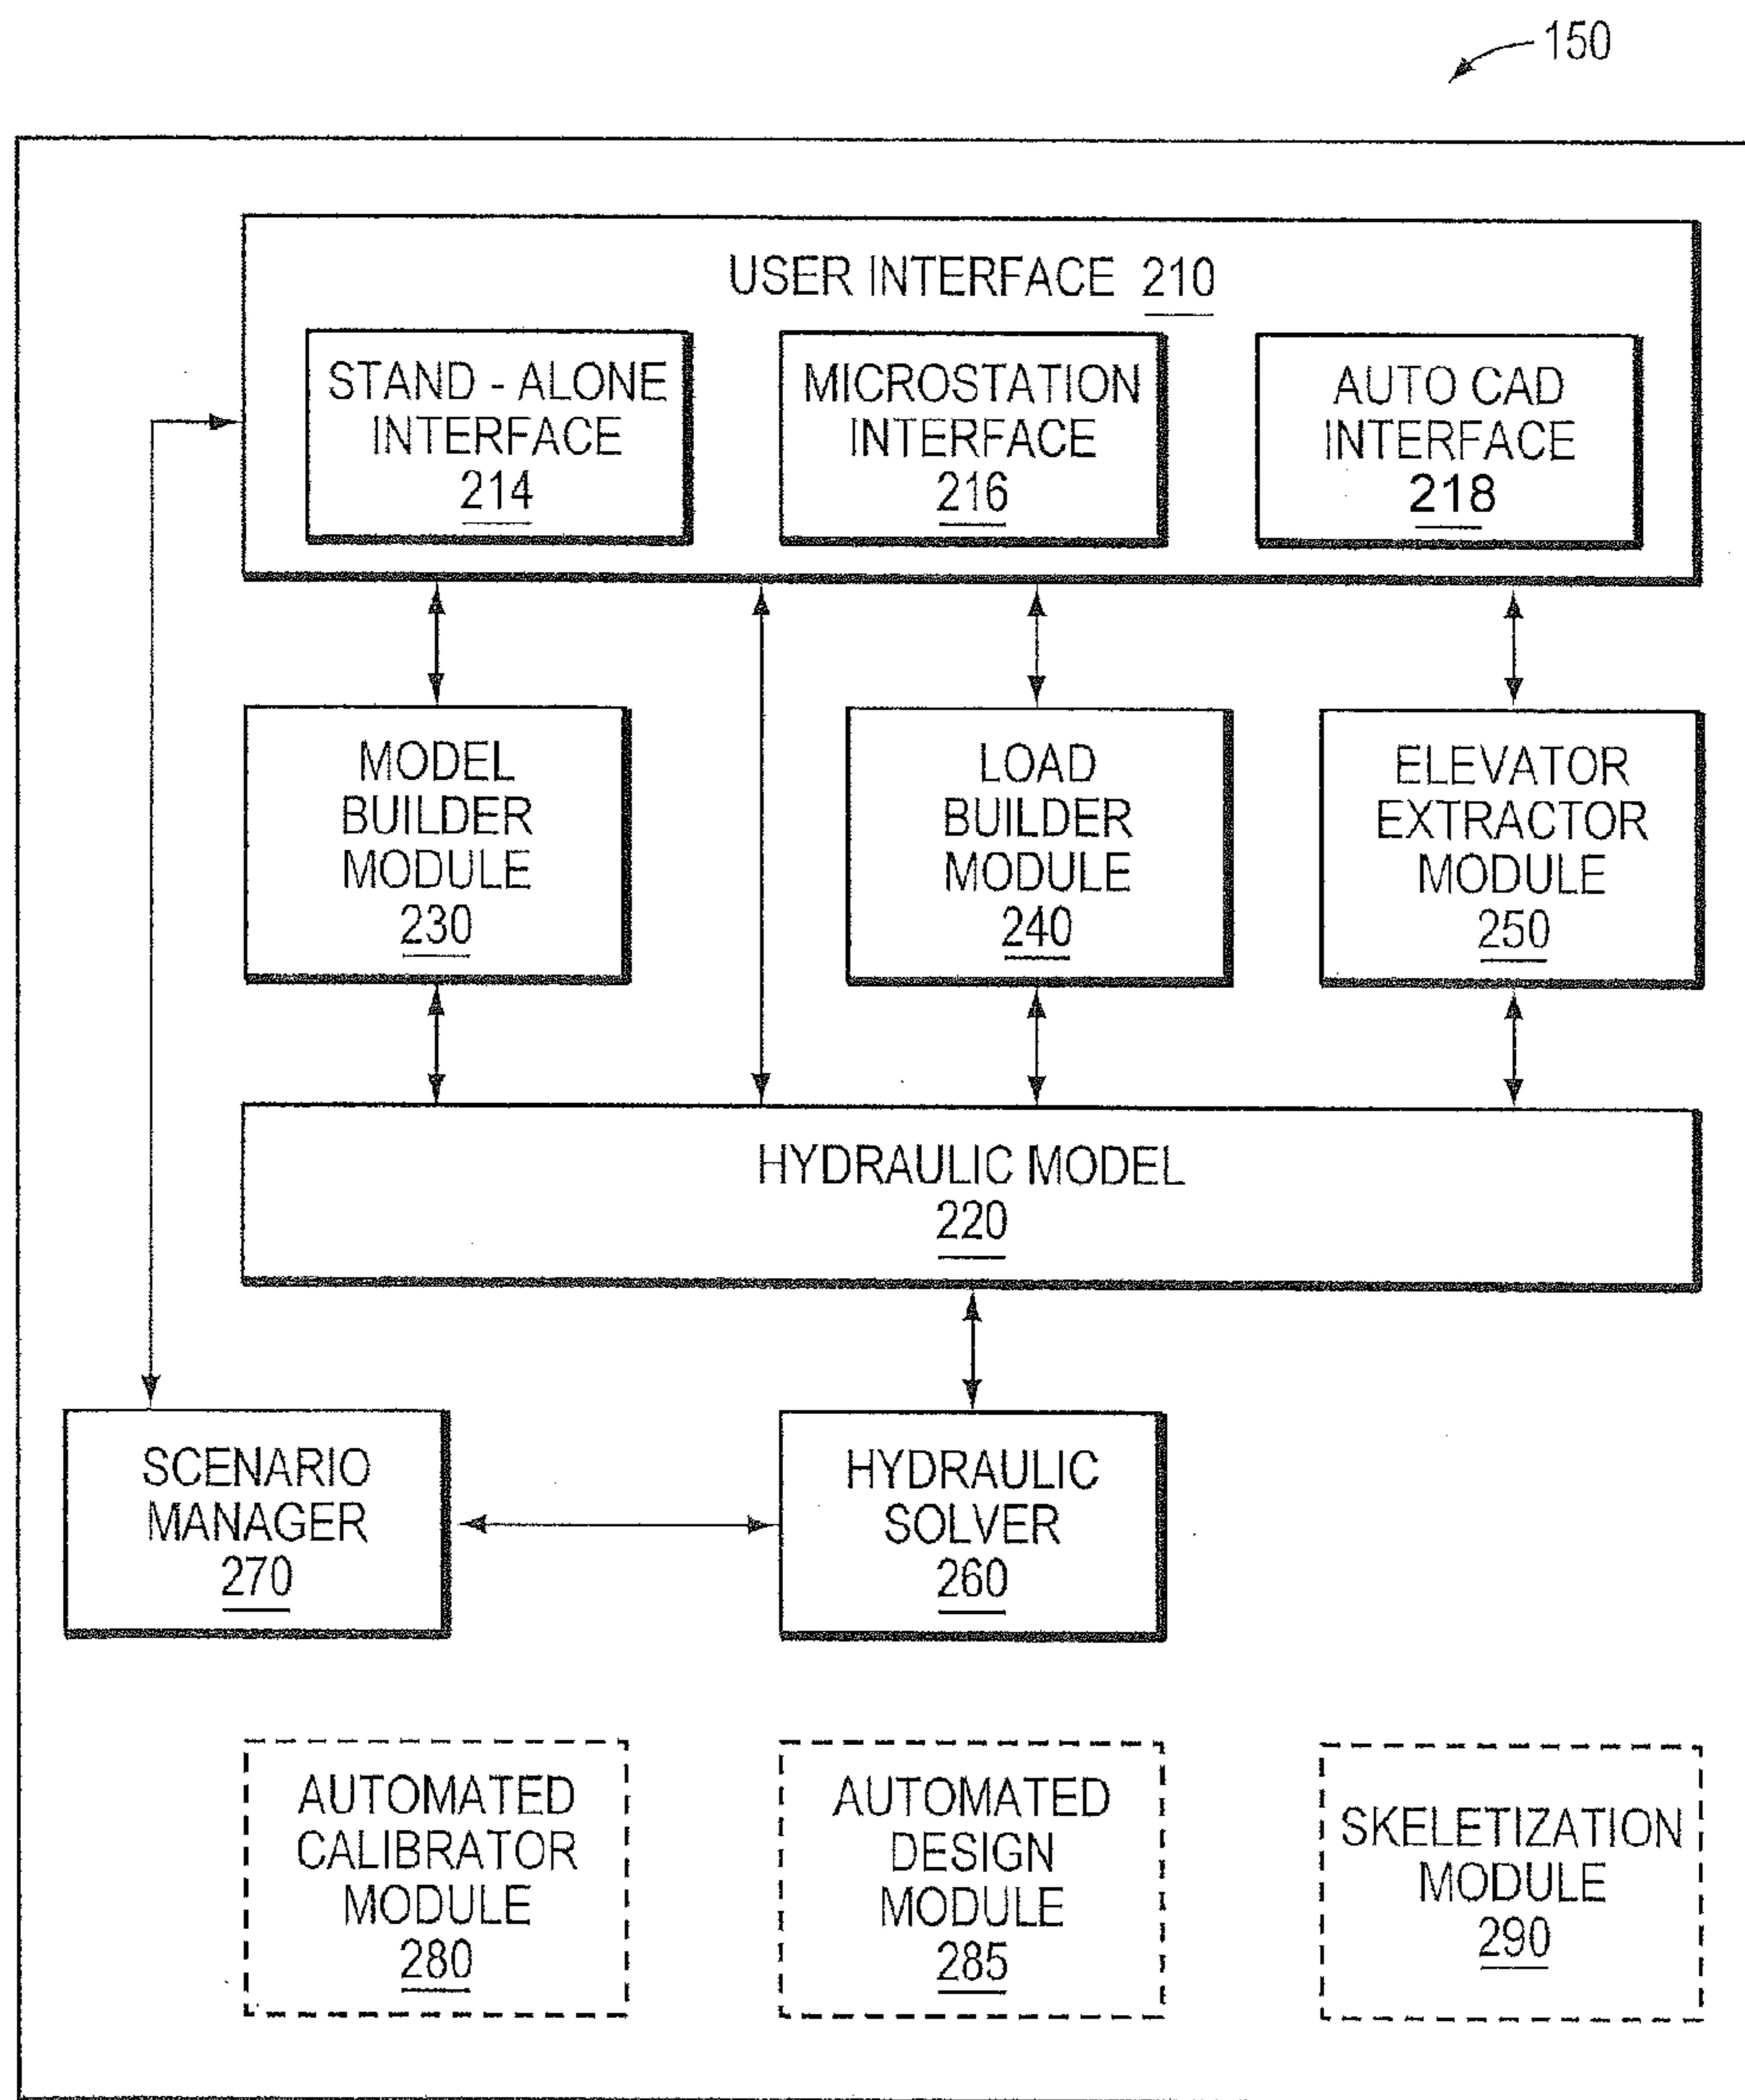 150
USER INTERFACE 210
STAND - ALONE
INTERFACE
214
MICROSTATION
INTERFACE
216
AUTO CAD
INTERFACE
218
MODEL
BUILDER
MODULE
230
LOAD
BUILDER
MODULE
240
ELEVATOR
EXTRACTOR
MODULE
250
HYDRAULIC MODEL
220
SCENARIO
MANAGER
270
HYDRAULIC
SOLVER
260
AUTOMATED
CALIBRATOR
MODULE
280
AUTOMATED
DESIGN
MODULE
285
SKELETIZATION
MODULE
290